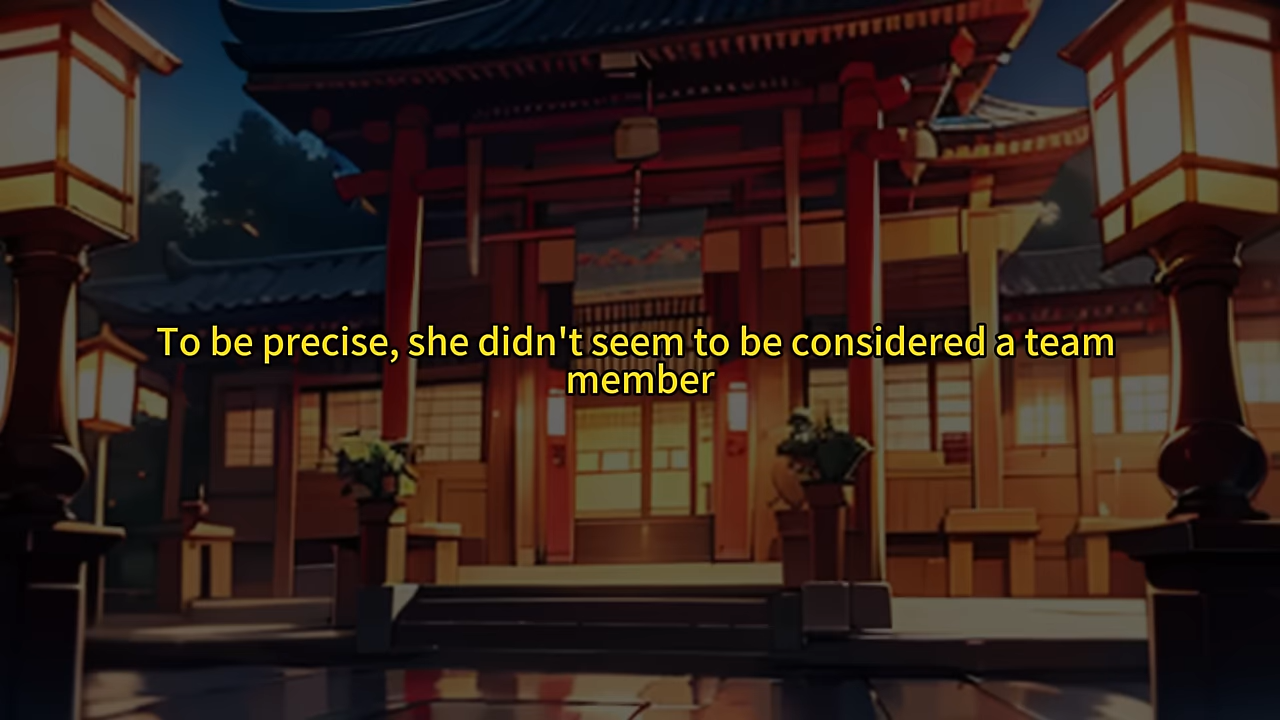 To be precise, she didn't seem to be considered a team
member